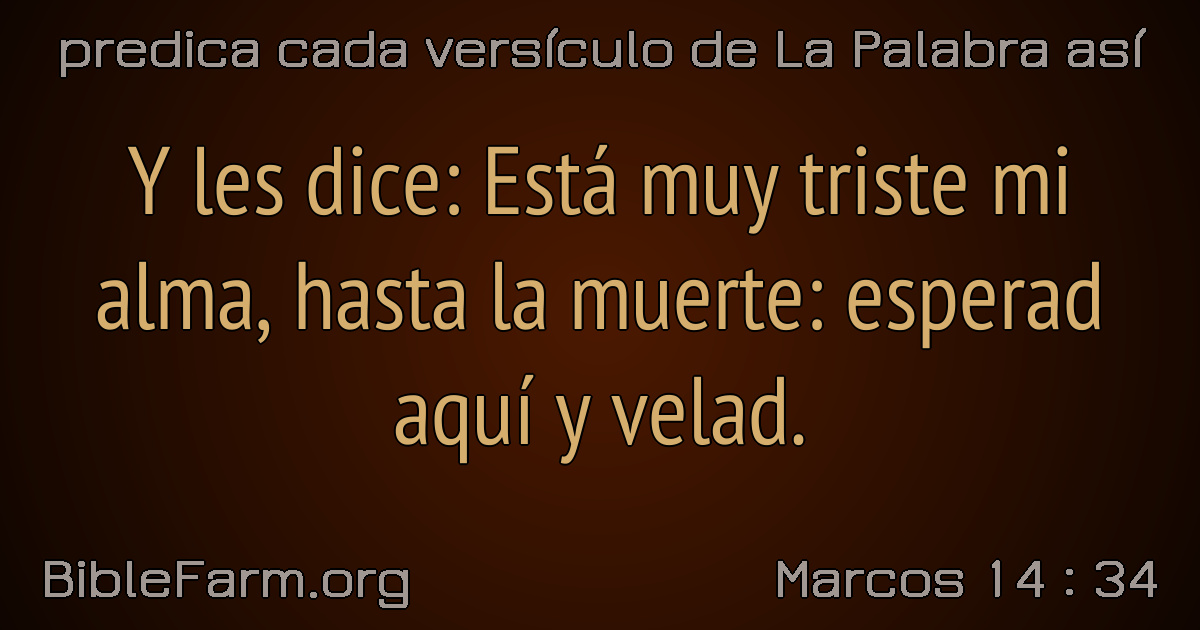 predica cada versículo de La Palabra así
Y les dice: Está muy triste mi
alma, hasta la muerte: esperad
aquí y velad.
BibleFarm.org
Marcos 14 : 34